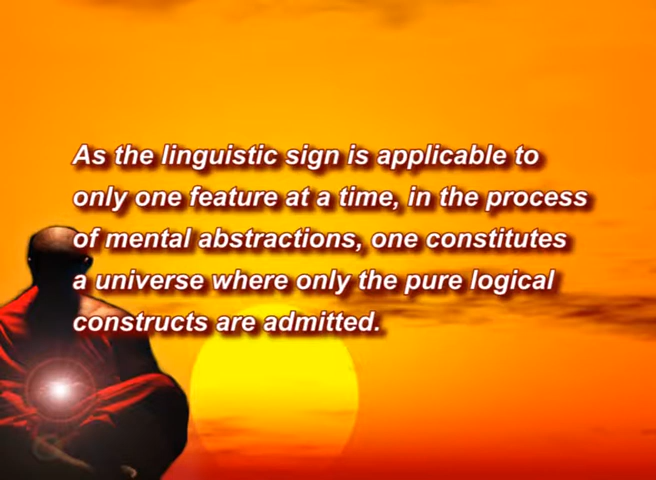 As the linguistic sign is applicable to
only one feature at a time, in the process
of mental abstractions, one constitutes
a universe where only the pure logical
constructs are admitted.